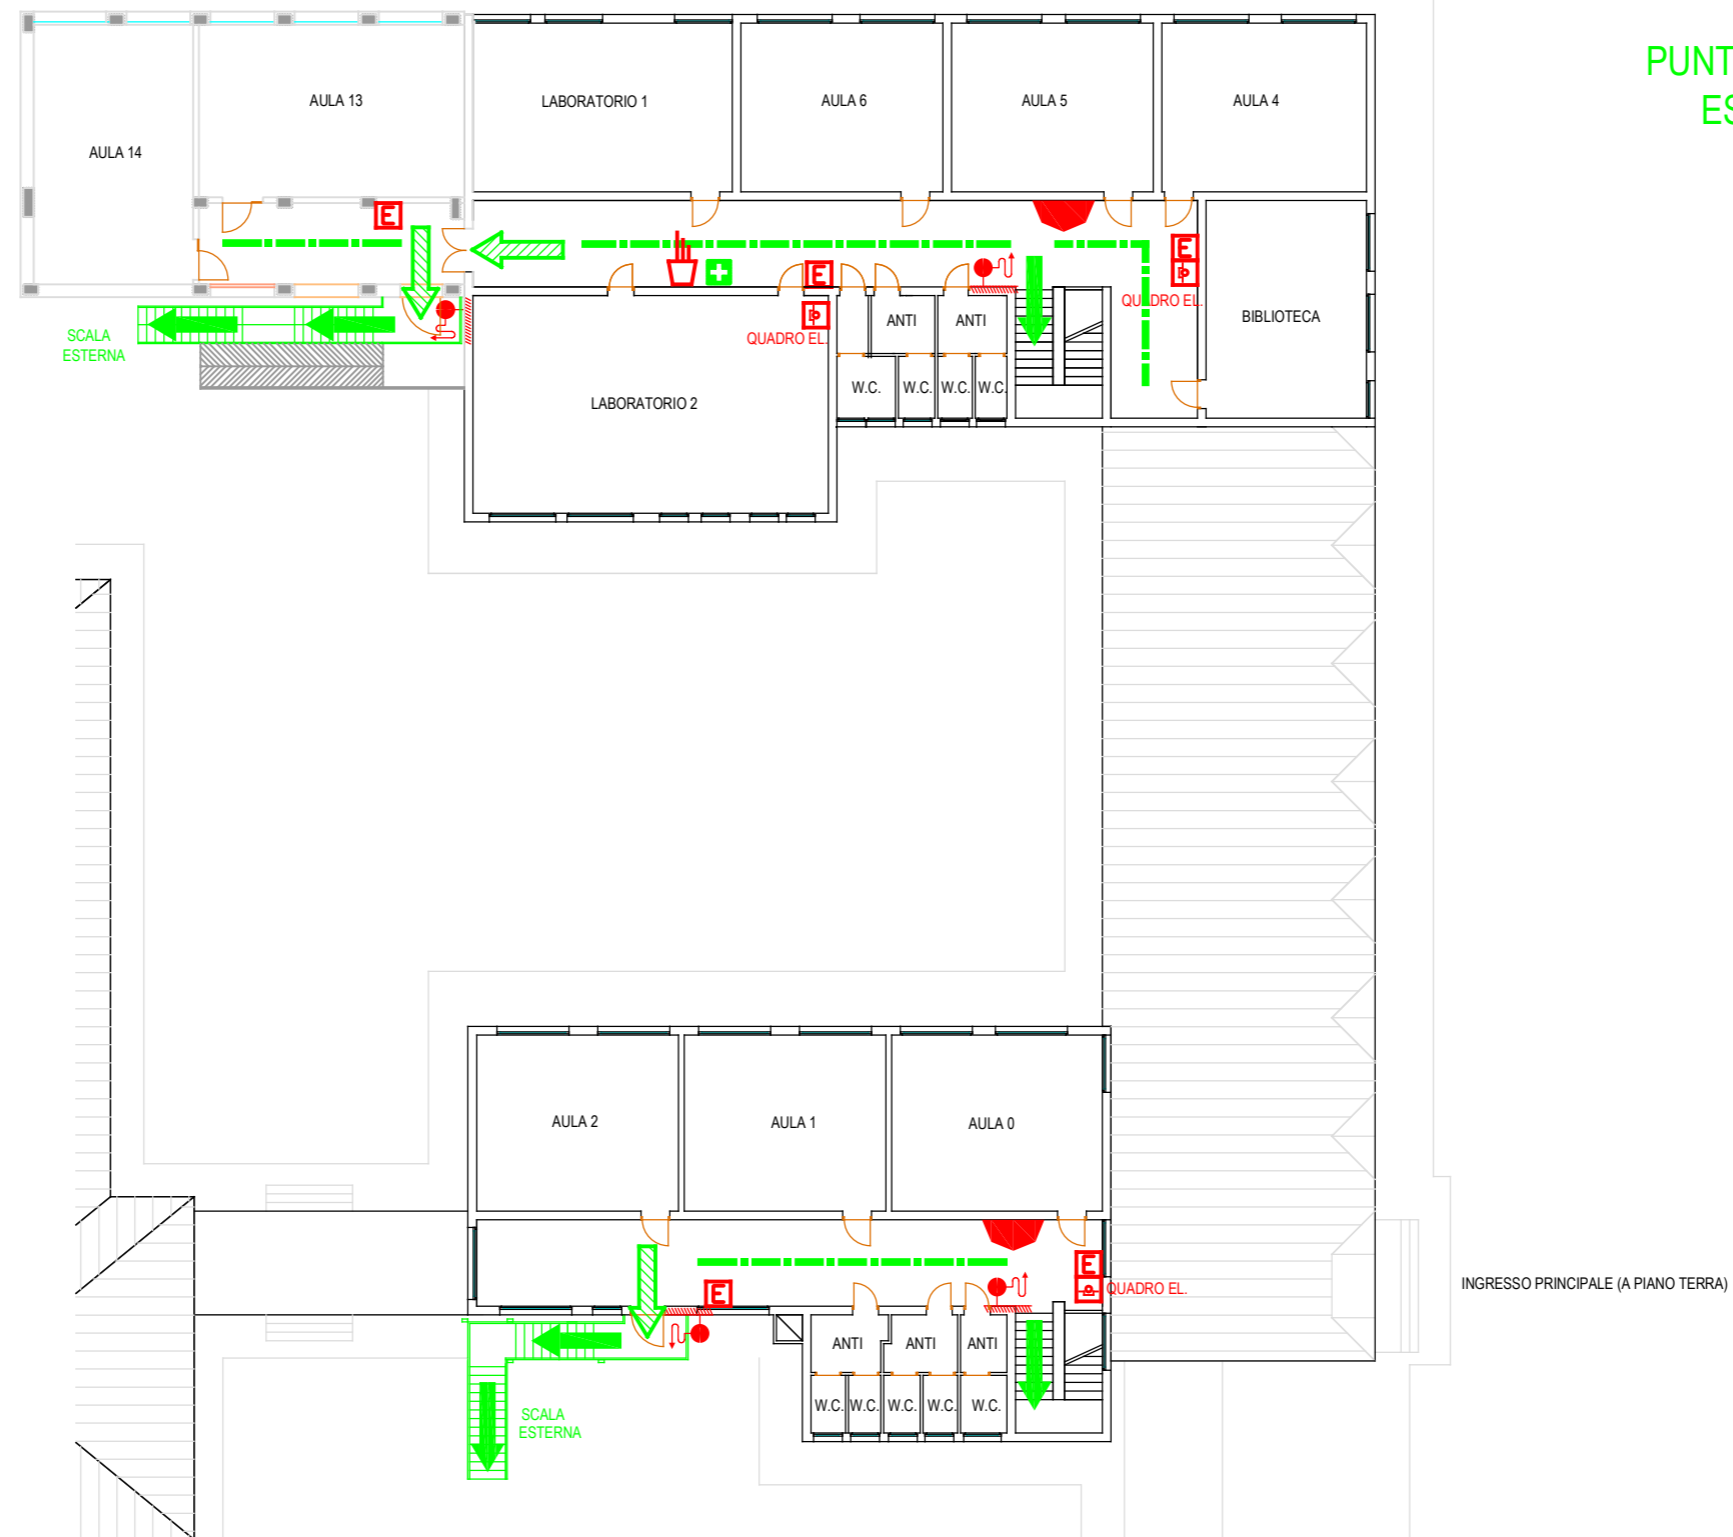 PUNT
ES
AULA 13
LABORATORIO 1
AULA 6
AULA 5
AULA 4
AULA 14
E
E
E
QUADRO EL.
ANTI
ANTI
BIBLIOTECA
SCALA
ESTERNA
QUADRO EL.
W.C.
W.C.
W.C.
W.C.
LABORATORIO 2
AULA 2
AULA 1
AULA 0
E
E
QUADRO EL.
INGRESSO PRINCIPALE (A PIANO TERRA)
ANTI
ANTI
ANTI
W.C.
W.C.
W.C.
W.C.
W.C.
SCALA
ESTERNA